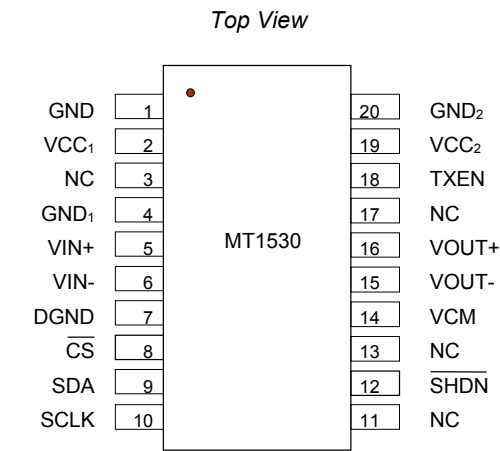 Top View
GND 1 20 GND₂
VCC₁ 2 19 VCC₂
NC 3 18 TXEN
GND₁ 4 17 NC
VIN+ 5 MT1530 16 VOUT+
VIN- 6 15 VOUT-
DGND 7 14 VCM
C̅S̅ 8 13 NC
SDA 9 12 S̅H̅D̅N̅
SCLK 10 11 NC